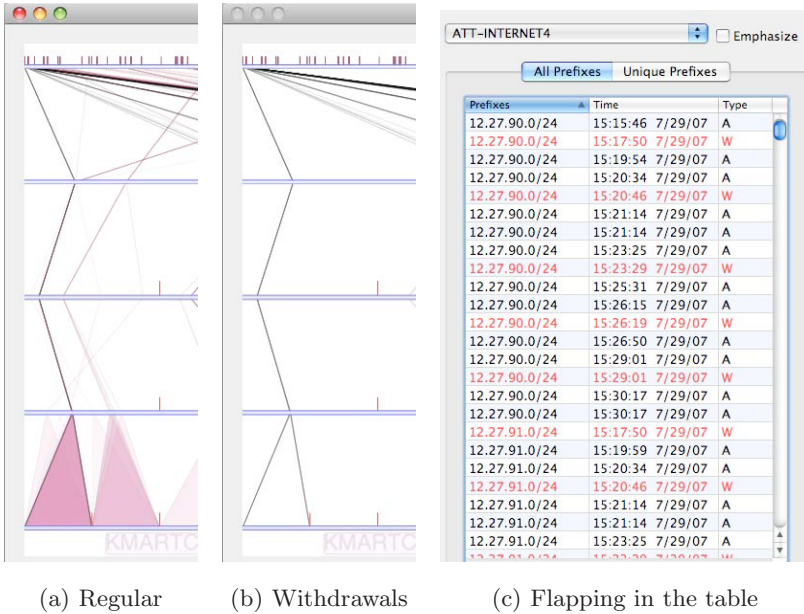 ATT-INTERNET4
Emphasize
All Prefixes Unique Prefixes
Prefixes Time Type
12.27.90.0/24 15:15:46 7/29/07 A
12.27.90.0/24 15:17:50 7/29/07 W
12.27.90.0/24 15:19:54 7/29/07 A
12.27.90.0/24 15:20:34 7/29/07 A
12.27.90.0/24 15:20:46 7/29/07 W
12.27.90.0/24 15:21:14 7/29/07 A
12.27.90.0/24 15:21:14 7/29/07 A
12.27.90.0/24 15:23:25 7/29/07 A
12.27.90.0/24 15:23:29 7/29/07 W
12.27.90.0/24 15:25:31 7/29/07 A
12.27.90.0/24 15:26:15 7/29/07 A
12.27.90.0/24 15:26:19 7/29/07 W
12.27.90.0/24 15:26:50 7/29/07 A
12.27.90.0/24 15:29:01 7/29/07 A
12.27.90.0/24 15:29:01 7/29/07 W
12.27.90.0/24 15:30:17 7/29/07 A
12.27.90.0/24 15:30:17 7/29/07 A
12.27.91.0/24 15:17:50 7/29/07 W
12.27.91.0/24 15:19:59 7/29/07 A
12.27.91.0/24 15:20:34 7/29/07 A
12.27.91.0/24 15:20:46 7/29/07 W
12.27.91.0/24 15:21:14 7/29/07 A
12.27.91.0/24 15:21:14 7/29/07 A
12.27.91.0/24 15:23:25 7/29/07 A
KMARTC
KMARTC
(a) Regular
(b) Withdrawals
(c) Flapping in the table